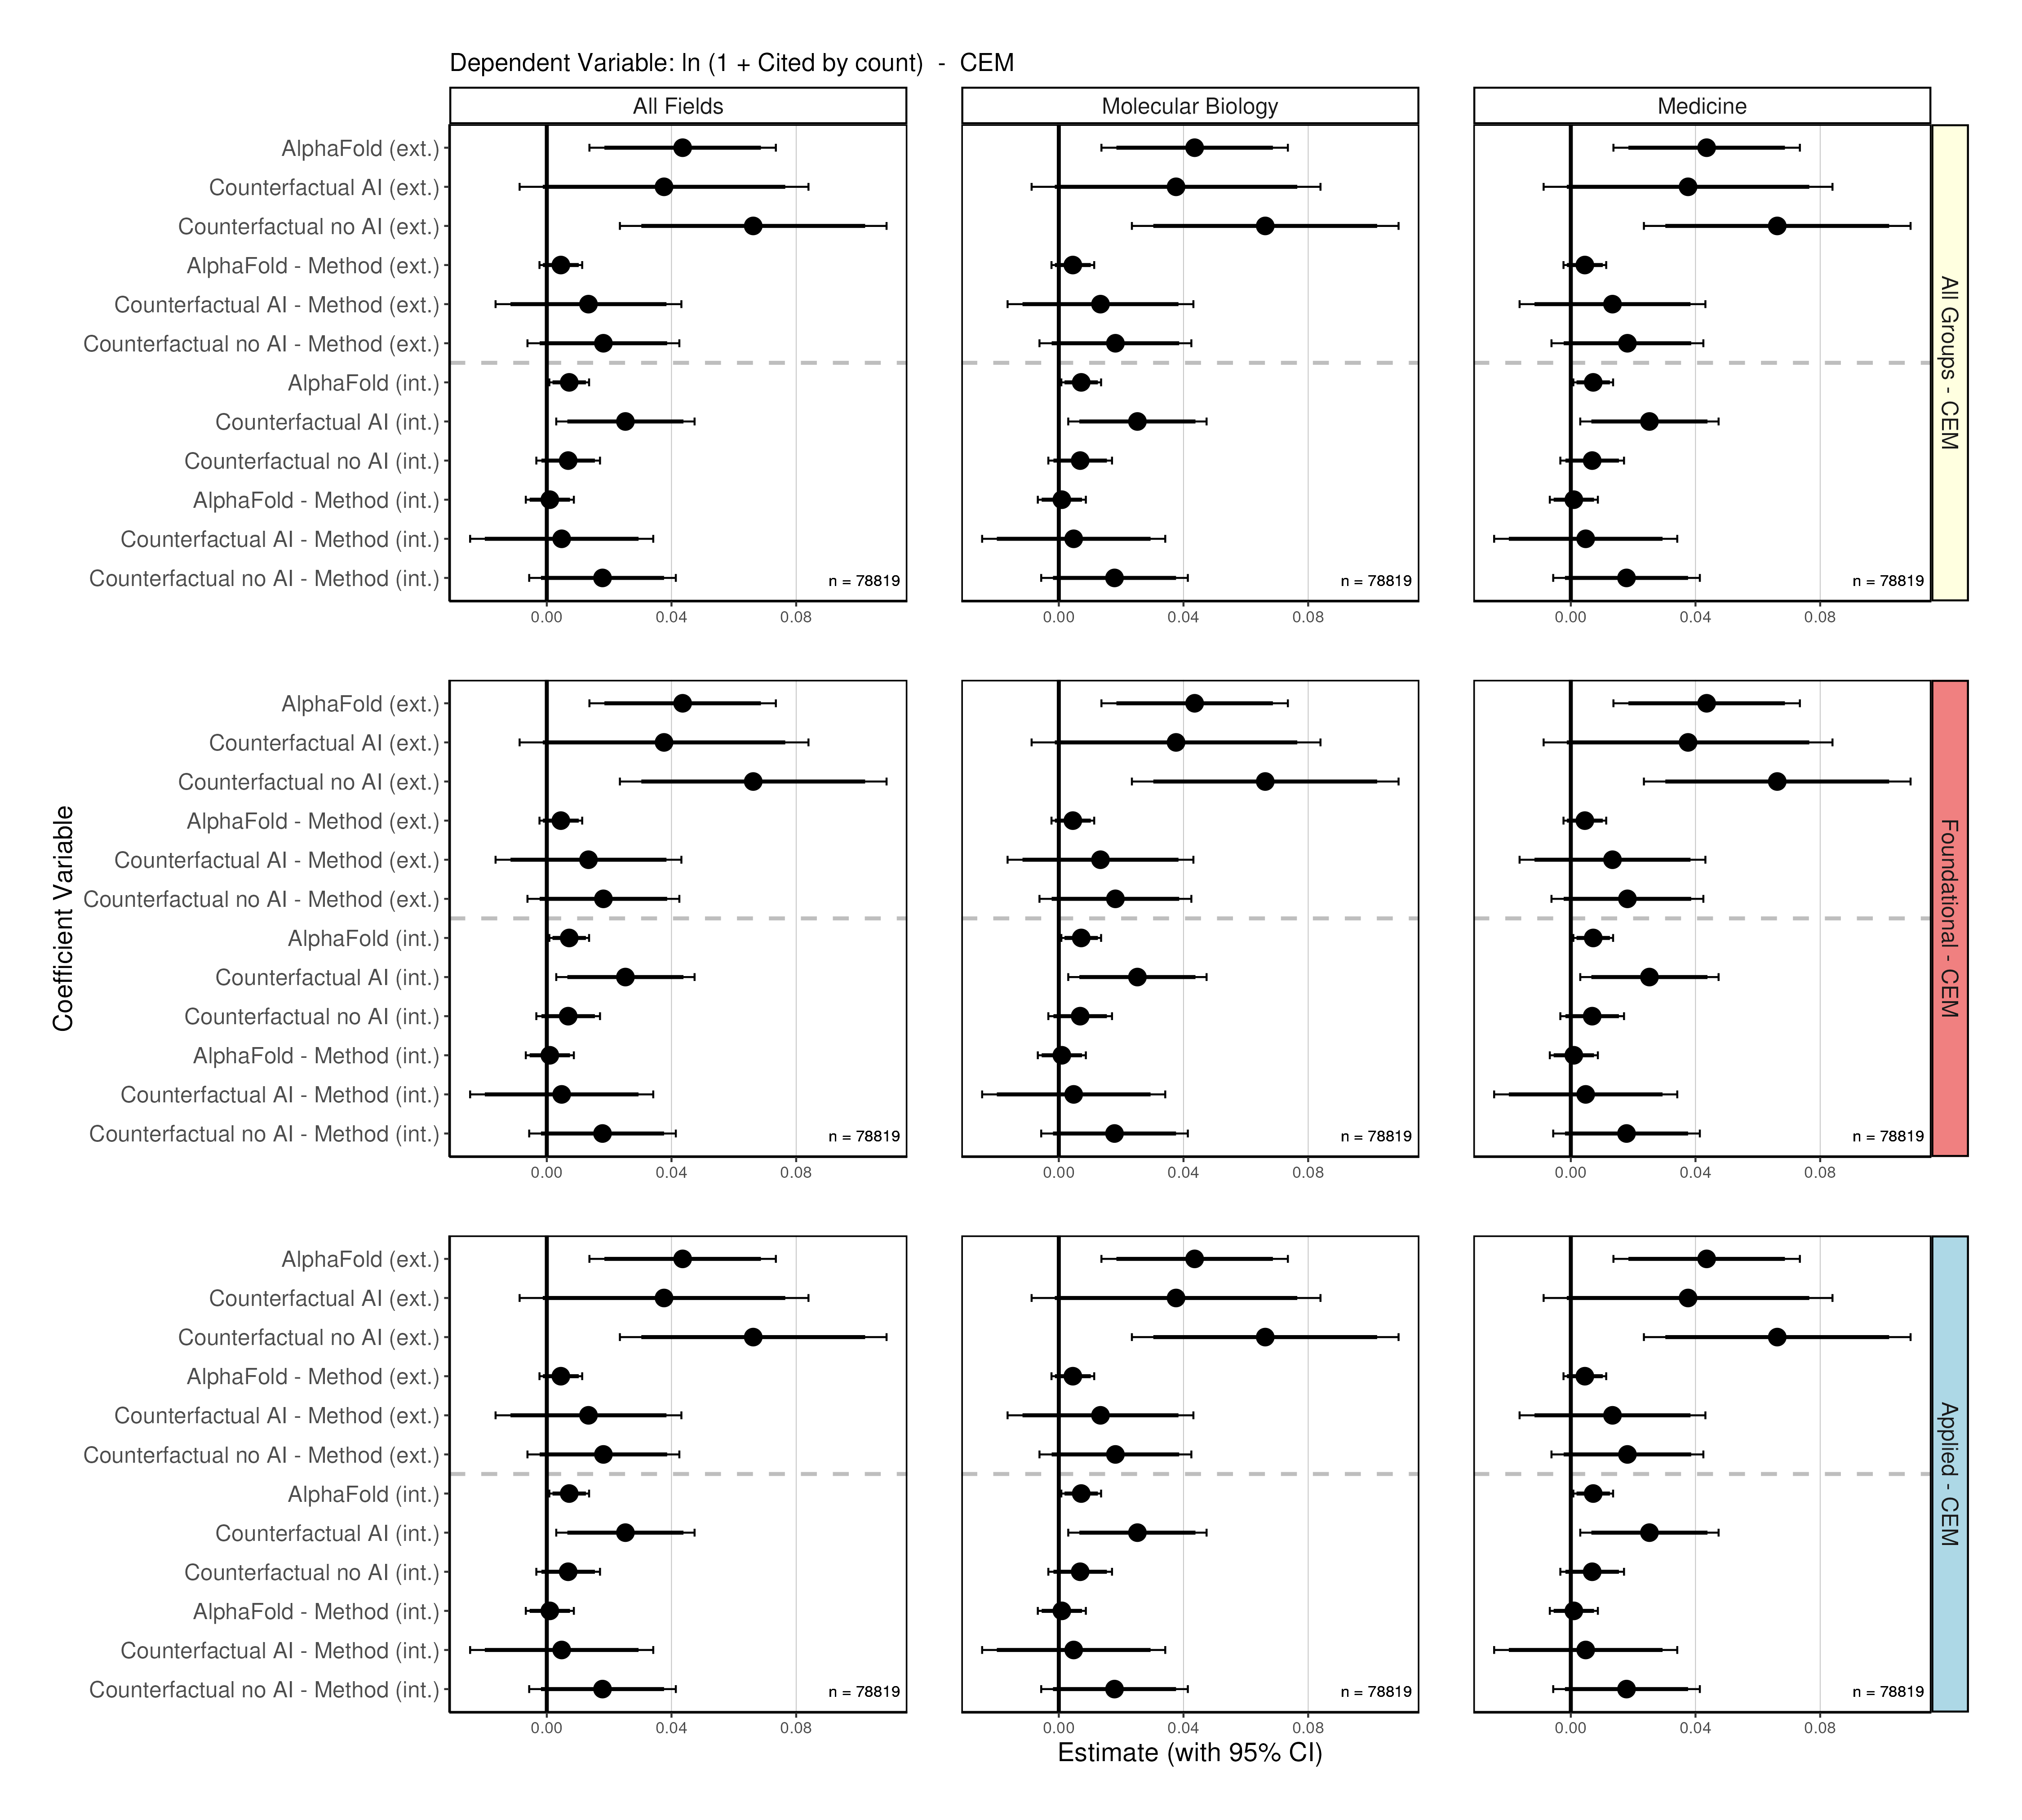 Dependent Variable: ln (1 + Cited by count)  -  CEM
All Fields
Molecular Biology
Medicine
AlphaFold (ext.)
Counterfactual AI (ext.)
Counterfactual no AI (ext.)
AlphaFold - Method (ext.)
Counterfactual AI - Method (ext.)
Counterfactual no AI - Method (ext.)
AlphaFold (int.)
Counterfactual AI (int.)
Counterfactual no AI (int.)
AlphaFold - Method (int.)
Counterfactual AI - Method (int.)
Counterfactual no AI - Method (int.)
n = 78819
n = 78819
n = 78819
0.00 0.04 0.08
0.00 0.04 0.08
0.00 0.04 0.08
All Groups - CEM
Coefficient Variable
AlphaFold (ext.)
Counterfactual AI (ext.)
Counterfactual no AI (ext.)
AlphaFold - Method (ext.)
Counterfactual AI - Method (ext.)
Counterfactual no AI - Method (ext.)
AlphaFold (int.)
Counterfactual AI (int.)
Counterfactual no AI (int.)
AlphaFold - Method (int.)
Counterfactual AI - Method (int.)
Counterfactual no AI - Method (int.)
n = 78819
n = 78819
n = 78819
0.00 0.04 0.08
0.00 0.04 0.08
0.00 0.04 0.08
Foundational - CEM
AlphaFold (ext.)
Counterfactual AI (ext.)
Counterfactual no AI (ext.)
AlphaFold - Method (ext.)
Counterfactual AI - Method (ext.)
Counterfactual no AI - Method (ext.)
AlphaFold (int.)
Counterfactual AI (int.)
Counterfactual no AI (int.)
AlphaFold - Method (int.)
Counterfactual AI - Method (int.)
Counterfactual no AI - Method (int.)
n = 78819
n = 78819
n = 78819
0.00 0.04 0.08
0.00 0.04 0.08
0.00 0.04 0.08
Applied - CEM
Estimate (with 95% CI)